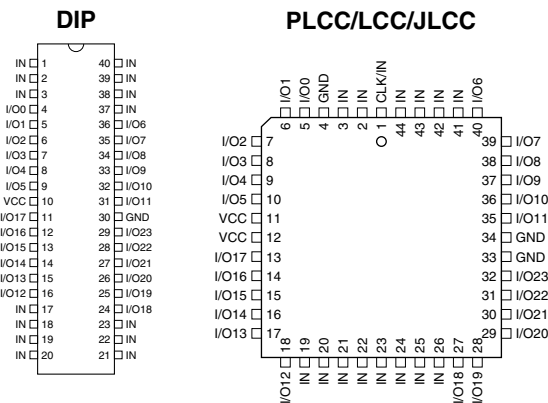 DIP
IN 1 40 IN
IN 2 39 IN
IN 3 38 IN
I/O0 4 37 IN
I/O1 5 36 I/O6
I/O2 6 35 I/O7
I/O3 7 34 I/O8
I/O4 8 33 I/O9
I/O5 9 32 I/O10
VCC 10 31 I/O11
I/O17 11 30 GND
I/O16 12 29 I/O23
I/O15 13 28 I/O22
I/O14 14 27 I/O21
I/O13 15 26 I/O20
I/O12 16 25 I/O19
IN 17 24 I/O18
IN 18 23 IN
IN 19 22 IN
IN 20 21 IN
PLCC/LCC/JLCC
I/O1 I/O0 GND IN IN CLK/IN IN IN IN IN I/O6
6 5 4 3 2 1 44 43 42 41 40
I/O2 7 39 I/O7
I/O3 8 38 I/O8
I/O4 9 37 I/O9
I/O5 10 36 I/O10
VCC 11 35 I/O11
VCC 12 34 GND
I/O17 13 33 GND
I/O16 14 32 I/O23
I/O15 15 31 I/O22
I/O14 16 30 I/O21
I/O13 17 29 I/O20
18 19 20 21 22 23 24 25 26 27 28
I/O12 IN IN IN IN IN IN IN IN I/O18 I/O19